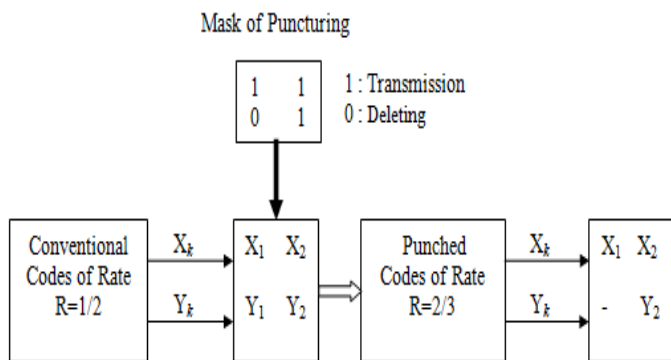 Mask of Puncturing
1 1
0 1
1 : Transmission
0 : Deleting
Conventional
Codes of Rate
R=1/2
Xk
Yk
X1 X2
Y1 Y2
Punched
Codes of Rate
R=2/3
Xk
Yk
X1 X2
- Y2